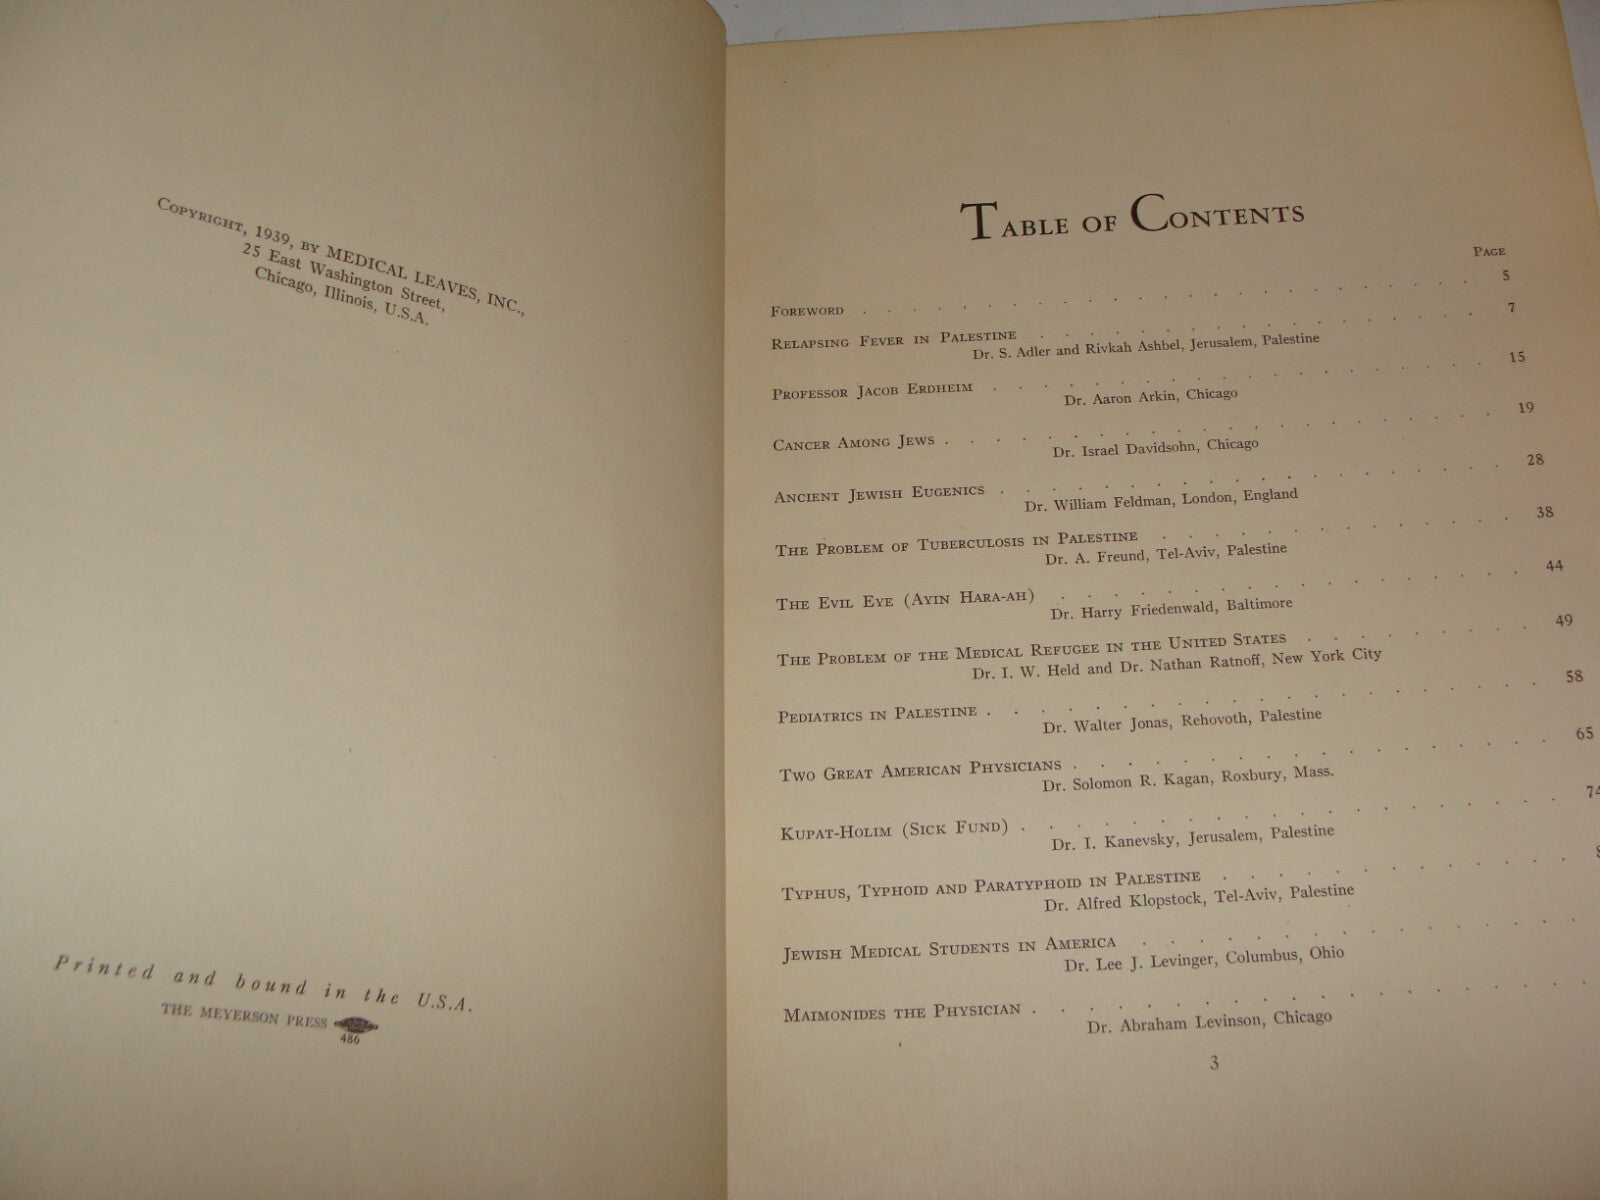 Copyright, 1939, by MEDICAL LEAVES, INC.,
25 East Washington Street,
Chicago, Illinois, U.S.A.
Printed and bound in the U.S.A.
THE MEYERSON PRESS
486
Table of Contents
Page
Foreword . . . . . . . . . . 5
Relapsing Fever in Palestine . . . . . . . . . . 7
Dr. S. Adler and Rivkah Ashbel, Jerusalem, Palestine
Professor Jacob Erdheim . . . . . . . . . . 15
Dr. Aaron Arkin, Chicago
Cancer Among Jews . . . . . . . . . . 19
Dr. Israel Davidsohn, Chicago
Ancient Jewish Eugenics . . . . . . . . . . 28
Dr. William Feldman, London, England
The Problem of Tuberculosis in Palestine . . . . . . . . . . 38
Dr. A. Freund, Tel-Aviv, Palestine
The Evil Eye (Ayin Hara-ah) . . . . . . . . . . 44
Dr. Harry Friedenwald, Baltimore
The Problem of the Medical Refugee in the United States . . . . . 49
Dr. I. W. Held and Dr. Nathan Ratnoff, New York City
Pediatrics in Palestine . . . . . . . . . . 58
Dr. Walter Jonas, Rehovoth, Palestine
Two Great American Physicians . . . . . . . . . . 65
Dr. Solomon R. Kagan, Roxbury, Mass.
Kupat-Holim (Sick Fund) . . . . . . . . . . 74
Dr. I. Kanevsky, Jerusalem, Palestine
Typhus, Typhoid and Paratyphoid in Palestine . . . . . . . .
Dr. Alfred Klopstock, Tel-Aviv, Palestine
Jewish Medical Students in America . . . . . . . . . .
Dr. Lee J. Levinger, Columbus, Ohio
Maimonides the Physician . . . . . . . . . .
Dr. Abraham Levinson, Chicago
3